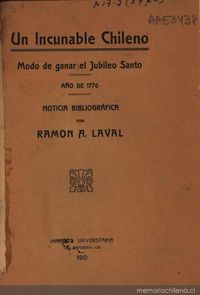 AAE3438
Un Incunable Chileno
Modo de ganar el Jubileo Santo
AÑO DE 1776
NOTICIA BIBLIOGRÁFICA
POR
RAMON A. LAVAL
IMPRENTA UNIVERSITARIA
1910
memoriachilena.cl